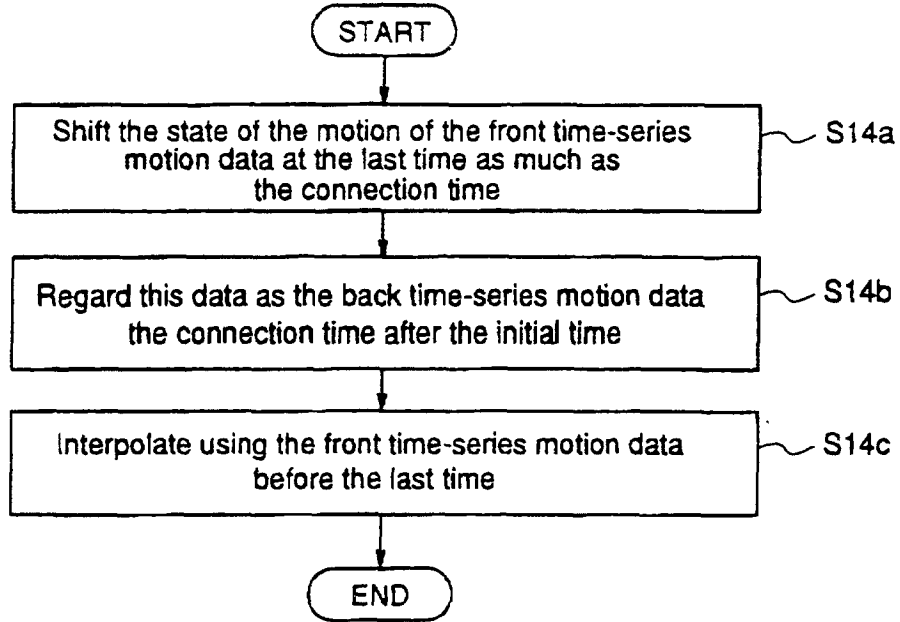 START
Shift the state of the motion of the front time-series
motion data at the last time as much as
the connection time
S14a
Regard this data as the back time-series motion data
the connection time after the initial time
S14b
Interpolate using the front time-series motion data
before the last time
S14c
END